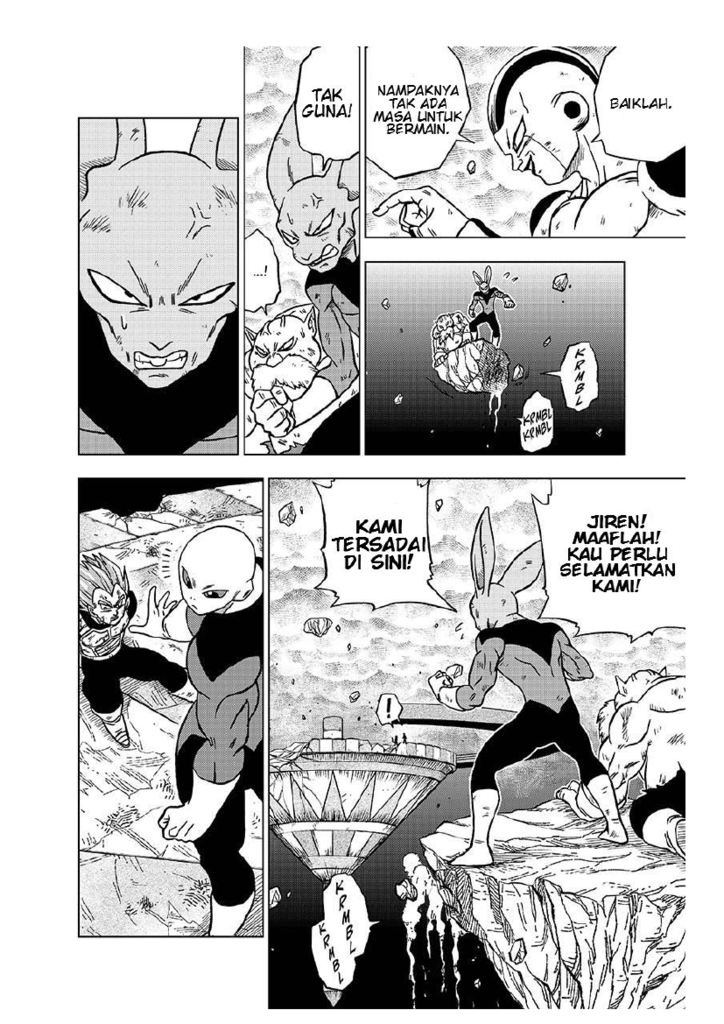 BAIKLAH.
NAMPAKNYA
TAK ADA
MASA UNTUK
BERMAIN.
TAK
GUNA!
....!
KRMBL
KRMBL
KRMBL
JIREN!
MAAFLAH!
KAU PERLU
SELAMATKAN
KAMI!
KAMI
TERSADAI
DI SINI!
!
KRMBL
KRMBL